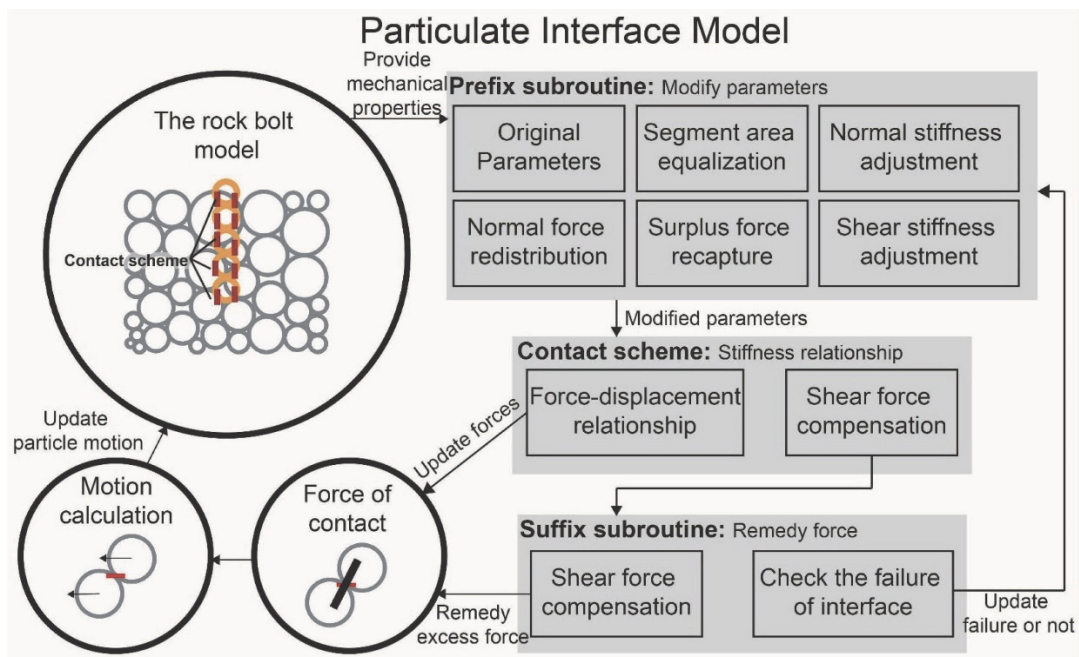 Particulate Interface Model
Provide
mechanical
properties
The rock bolt
model
Contact scheme
Prefix subroutine: Modify parameters
Original
Parameters
Segment area
equalization
Normal stiffness
adjustment
Normal force
redistribution
Surplus force
recapture
Shear stiffness
adjustment
Modified parameters
Contact scheme: Stiffness relationship
Force-displacement
relationship
Shear force
compensation
Update
particle motion
Update forces
Motion
calculation
Force of
contact
Suffix subroutine: Remedy force
Shear force
compensation
Check the failure
of interface
Remedy
excess force
Update
failure or not